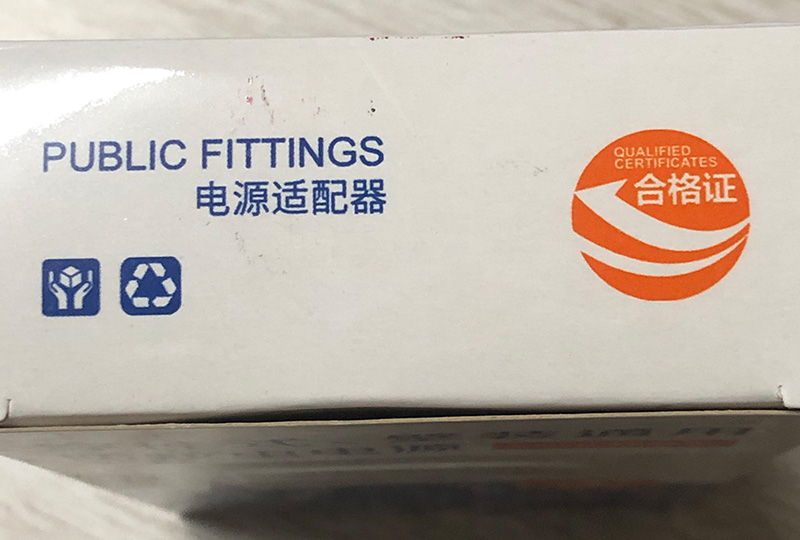 PUBLIC FITTINGS
电源适配器
QUALIFIED
CERTIFICATES
合格证